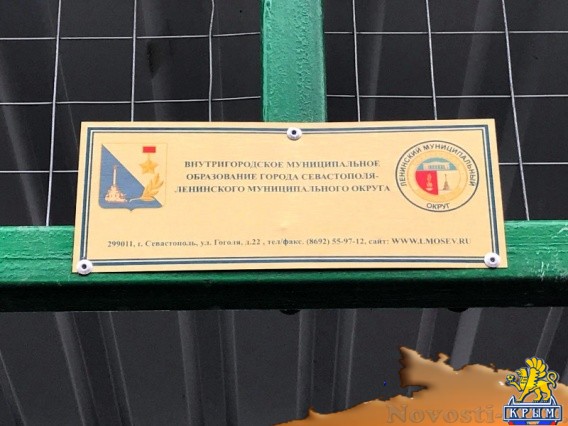 ВНУТРИГОРОДСКОЕ МУНИЦИПАЛЬНОЕ
ОБРАЗОВАНИЕ ГОРОДА СЕВАСТОПОЛЯ-
ЛЕНИНСКОГО МУНИЦИПАЛЬНОГО ОКРУГА
ЛЕНИНСКИЙ МУНИЦИПАЛЬНЫЙ
ОКРУГ
299011, г. Севастополь, ул. Гоголя, д.22 , тел/факс. (8692) 55-97-12, сайт: WWW.LMOSEV.RU
Novosti-
КРЫМ